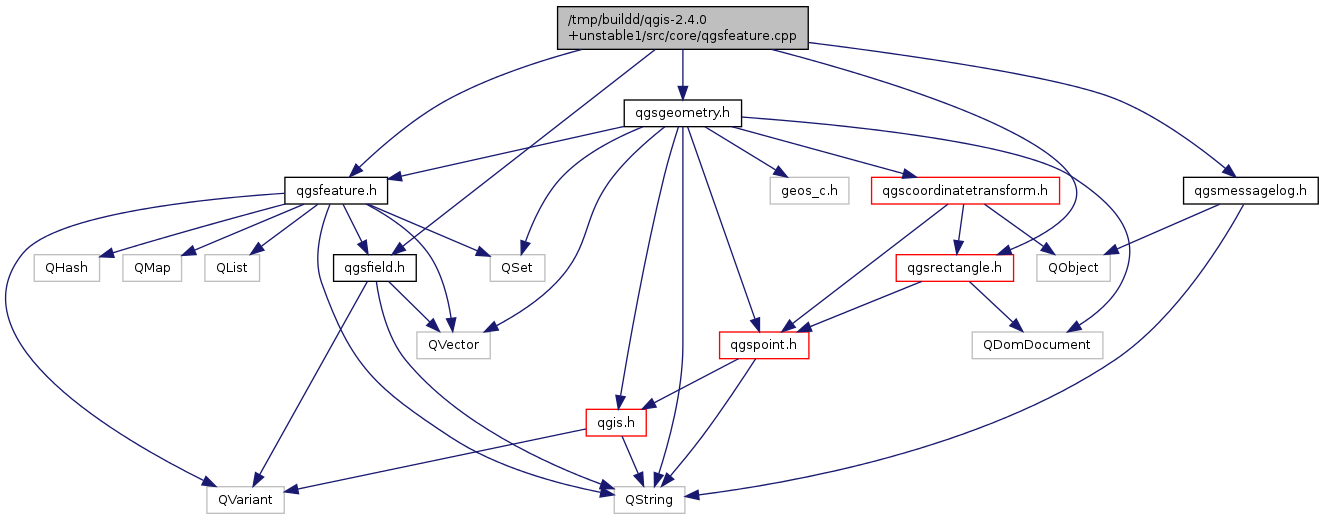 /tmp/buildd/qgis-2.4.0
+unstable1/src/core/qgsfeature.cpp
qgsgeometry.h
qgsfeature.h
geos_c.h
qgscoordinatetransform.h
qgsmessagelog.h
QHash
QMap
QList
qgsfield.h
QSet
qgsrectangle.h
QObject
QVector
qgspoint.h
QDomDocument
qgis.h
QVariant
QString